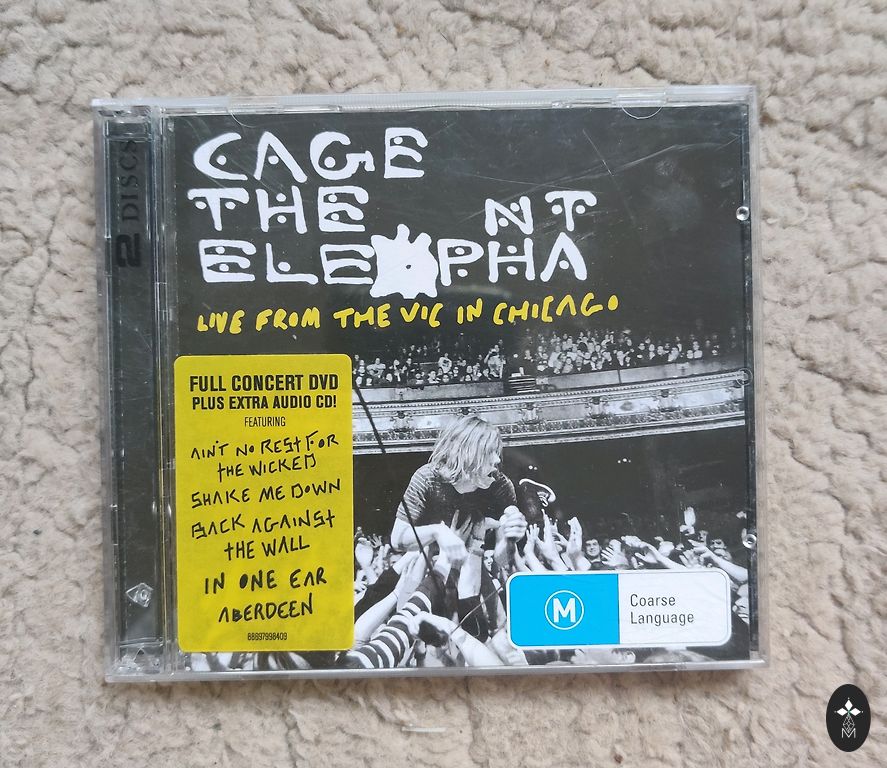 2 DISCS
CAGE
THE NT
ELE PHA
LIVE FROM THE VIC IN CHICAGO
FULL CONCERT DVD
PLUS EXTRA AUDIO CD!
FEATURING
AIN'T NO REST FOR
THE WICKED
SHAKE ME DOWN
BACK AGAINST
THE WALL
IN ONE EAR
ABERDEEN
88697998409
M
Coarse
Language
M